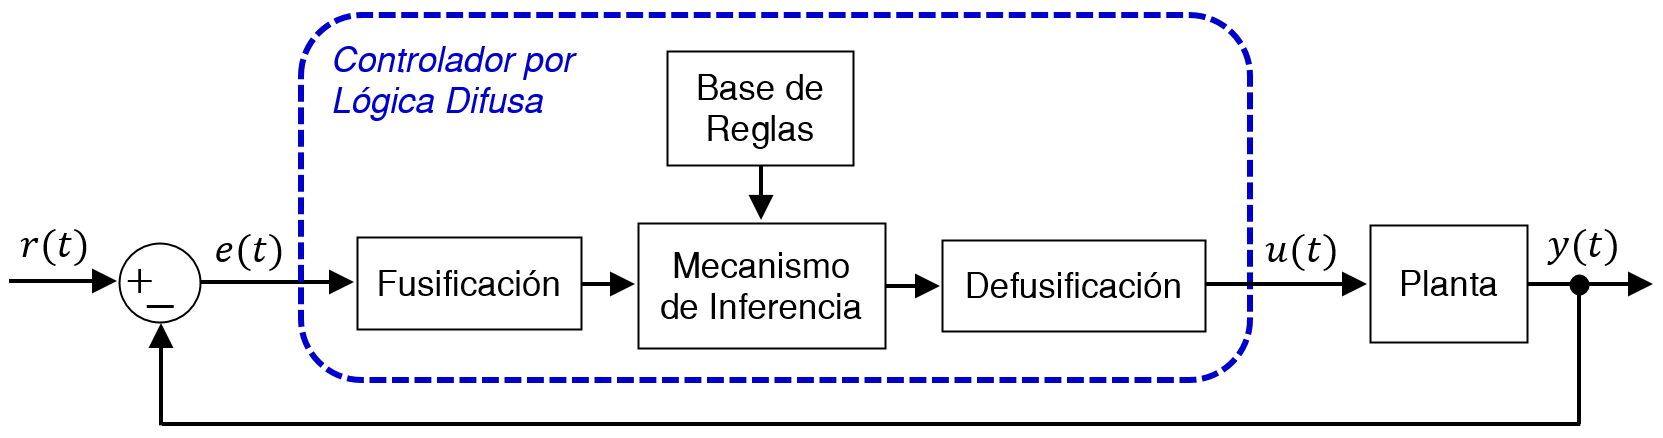 Controlador por
Lógica Difusa
Base de
Reglas
r(t)
+
−
e(t)
Fusificación
Mecanismo
de Inferencia
Defusificación
u(t)
Planta
y(t)